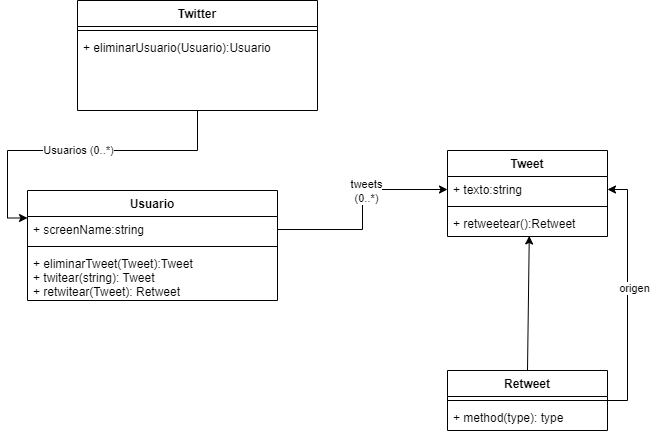 Twitter
+ eliminarUsuario(Usuario):Usuario
Usuarios (0..*)
Usuario
+ screenName:string
+ eliminarTweet(Tweet):Tweet
+ twitear(string): Tweet
+ retwitear(Tweet): Retweet
tweets
(0..*)
Tweet
+ texto:string
+ retweetear():Retweet
origen
Retweet
+ method(type): type